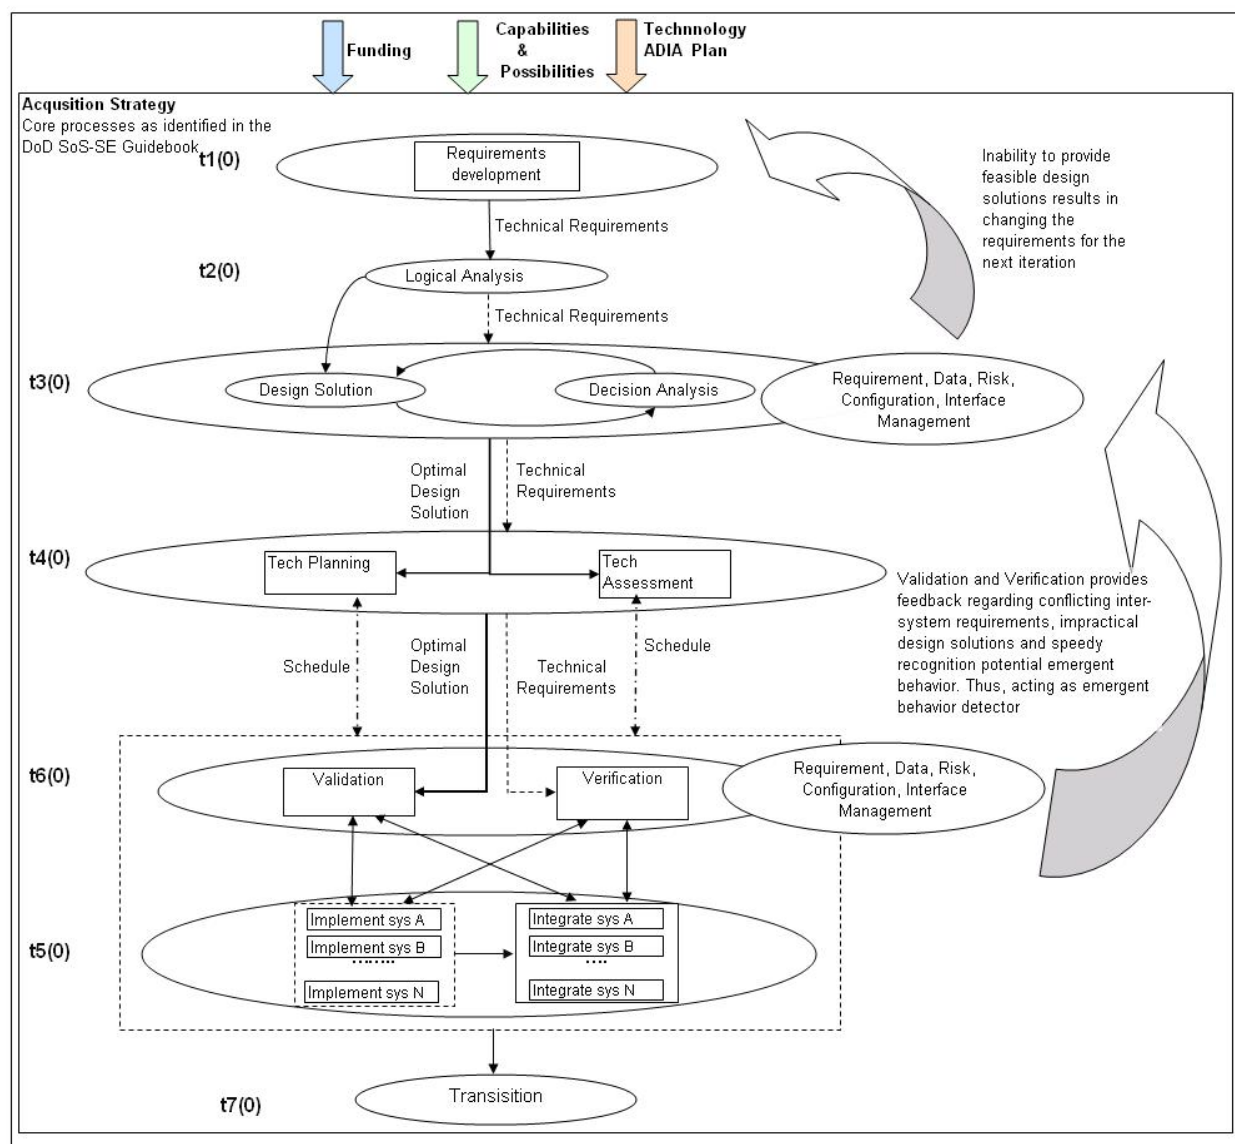 Funding
Capabilities
&
Possibilities
Technnology
ADIA Plan
Acqusition Strategy
Core processes as identified in the
DoD SoS-SE Guidebook
t1(0)
Requirements
development
Inability to provide
feasible design
solutions results in
changing the
requirements for the
next iteration
Technical Requirements
t2(0)
Logical Analysis
Technical Requirements
t3(0)
Design Solution
Decision Analysis
Requirement, Data, Risk,
Configuration, Interface
Management
Optimal
Design
Solution
Technical
Requirements
t4(0)
Tech Planning
Tech
Assessment
Validation and Verification provides
feedback regarding conflicting inter-
system requirements, impractical
design solutions and speedy
recognition potential emergent
behavior. Thus, acting as emergent
behavior detector
Schedule
Optimal
Design
Solution
Technical
Requirements
Schedule
t6(0)
Validation
Verification
Requirement, Data, Risk,
Configuration, Interface
Management
t5(0)
Implement sys A
Implement sys B
........
Implement sys N
Integrate sys A
Integrate sys B
....
Integrate sys N
t7(0)
Transisition